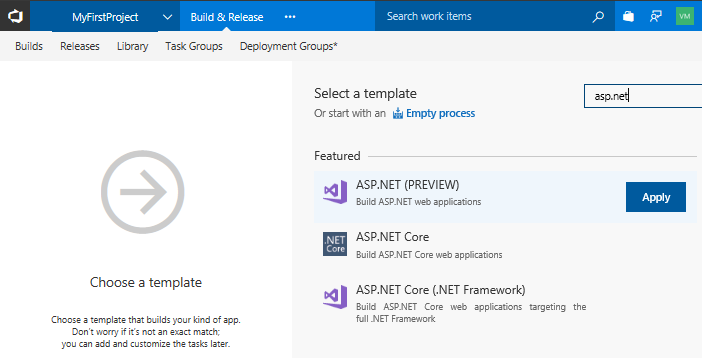 MyFirstProject Build & Release ... Search work items VM
Builds Releases Library Task Groups Deployment Groups*
Select a template asp.net
Or start with an Empty process
Featured
ASP.NET (PREVIEW)
Build ASP.NET web applications Apply
.NET Core ASP.NET Core
Build ASP.NET Core web applications
Choose a template
ASP.NET Core (.NET Framework)
Build ASP.NET Core web applications targeting the
full .NET Framework
Choose a template that builds your kind of app.
Don't worry if it's not an exact match;
you can add and customize the tasks later.